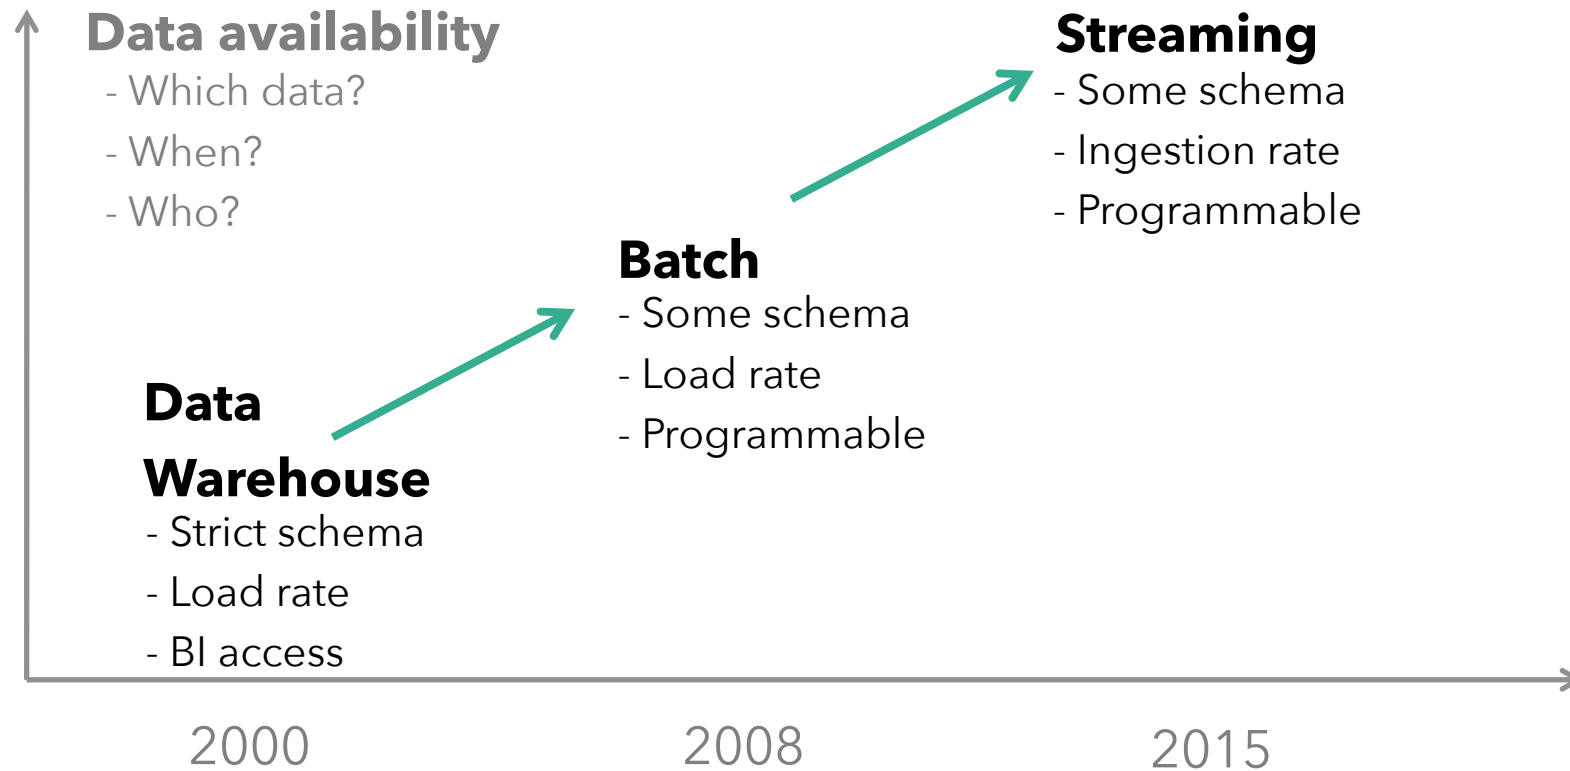 Data availability
- Which data?
- When?
- Who?
Streaming
- Some schema
- Ingestion rate
- Programmable
Batch
- Some schema
- Load rate
- Programmable
Data
Warehouse
- Strict schema
- Load rate
- BI access
2000
2008
2015